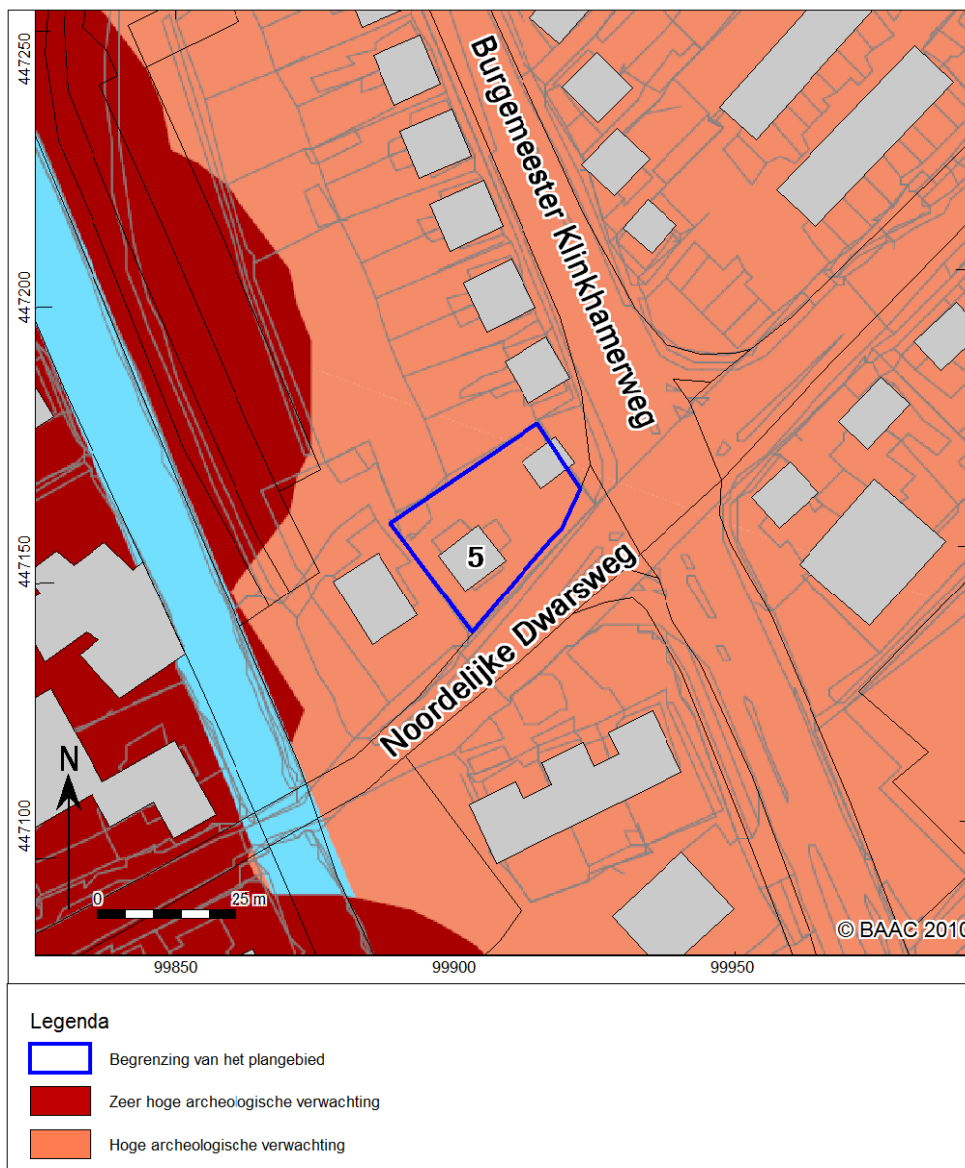 447250
447200
447150
447100
Burgemeester Klinkhamerweg
5
Noordelijke Dwarsweg
N
0 25 m
© BAAC 2010
99850 99900 99950
Legenda
Begrenzing van het plangebied
Zeer hoge archeologische verwachting
Hoge archeologische verwachting